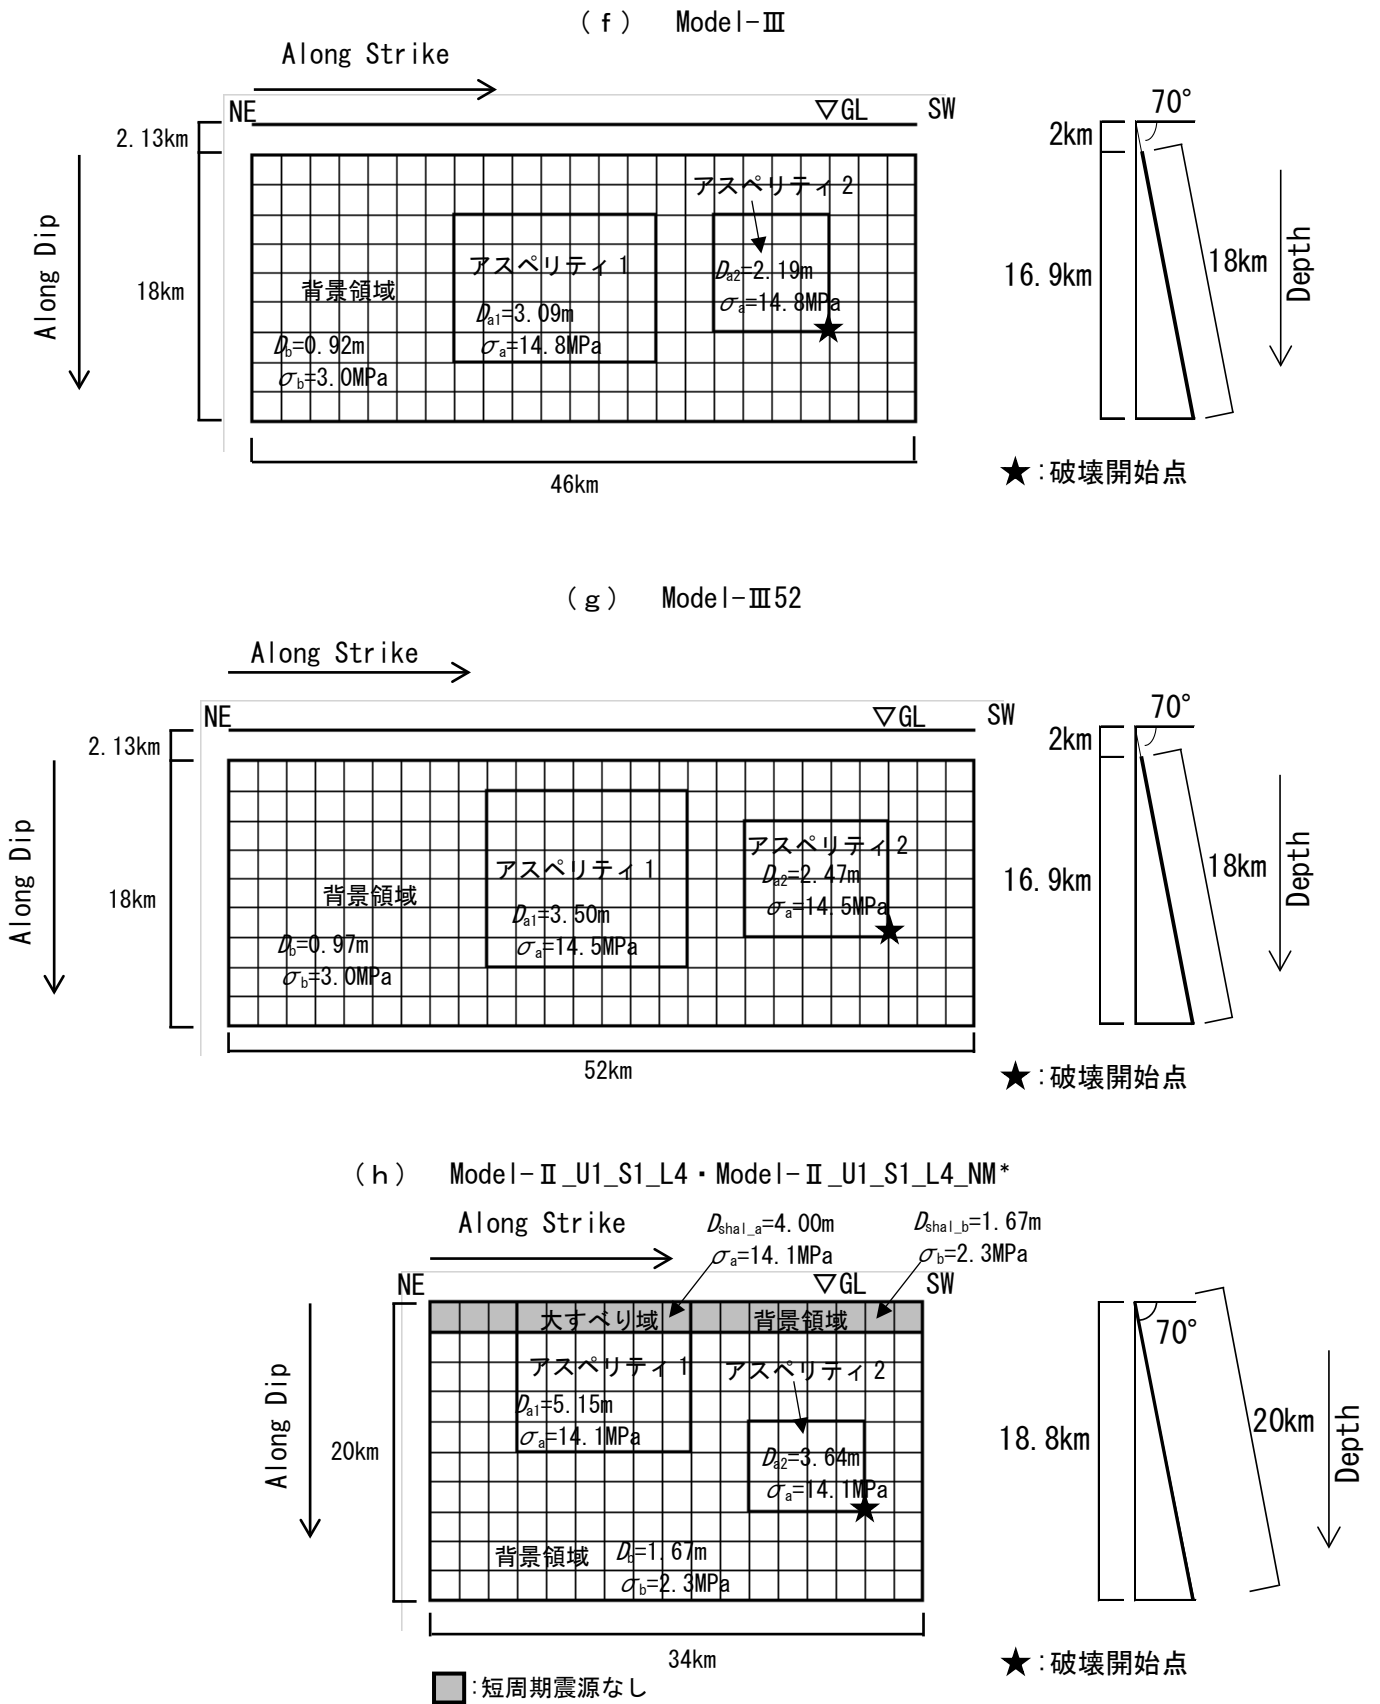 （ｆ） Model-Ⅲ
Along Strike
NE
▽GL
SW
2.13km
Along Dip
18km
アスペリティ2
アスペリティ1
背景領域
Da2=2.19m
σa=14.8MPa
Da1=3.09m
σa=14.8MPa
Db=0.92m
σb=3.0MPa
46km
70°
2km
16.9km
18km
Depth
★:破壊開始点
（ｇ） Model-Ⅲ52
Along Strike
NE
▽GL
SW
2.13km
Along Dip
18km
アスペリティ2
Da2=2.47m
σa=14.5MPa
アスペリティ1
Da1=3.50m
σa=14.5MPa
背景領域
Db=0.97m
σb=3.0MPa
52km
70°
2km
16.9km
18km
Depth
★:破壊開始点
（ｈ） Model-Ⅱ_U1_S1_L4・Model-Ⅱ_U1_S1_L4_NM*
Along Strike
Dshal_a=4.00m
σa=14.1MPa
Dshal_b=1.67m
σb=2.3MPa
NE
▽GL
SW
大すべり域
背景領域
アスペリティ1
Da1=5.15m
σa=14.1MPa
アスペリティ2
Da2=3.64m
σa=14.1MPa
Along Dip
20km
背景領域
Db=1.67m
σb=2.3MPa
34km
70°
18.8km
20km
Depth
★:破壊開始点
:短周期震源なし